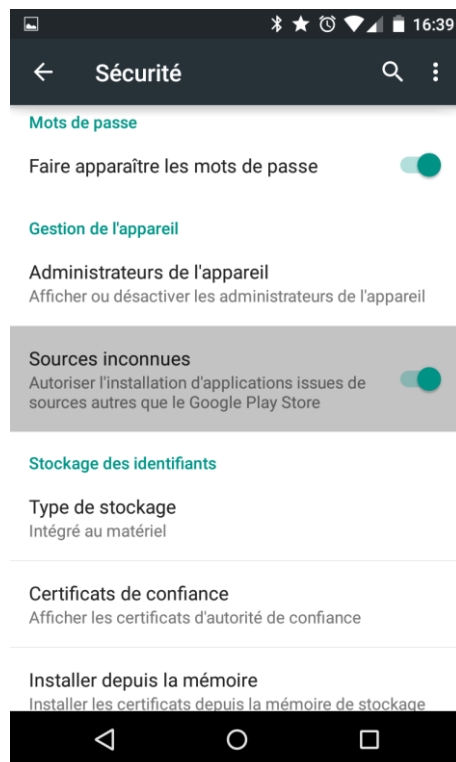 16:39
Sécurité
Mots de passe
Faire apparaître les mots de passe
Gestion de l'appareil
Administrateurs de l'appareil
Afficher ou désactiver les administrateurs de l'appareil
Sources inconnues
Autoriser l'installation d'applications issues de
sources autres que le Google Play Store
Stockage des identifiants
Type de stockage
Intégré au matériel
Certificats de confiance
Afficher les certificats d'autorité de confiance
Installer depuis la mémoire
Installer les certificats depuis la mémoire de stockage